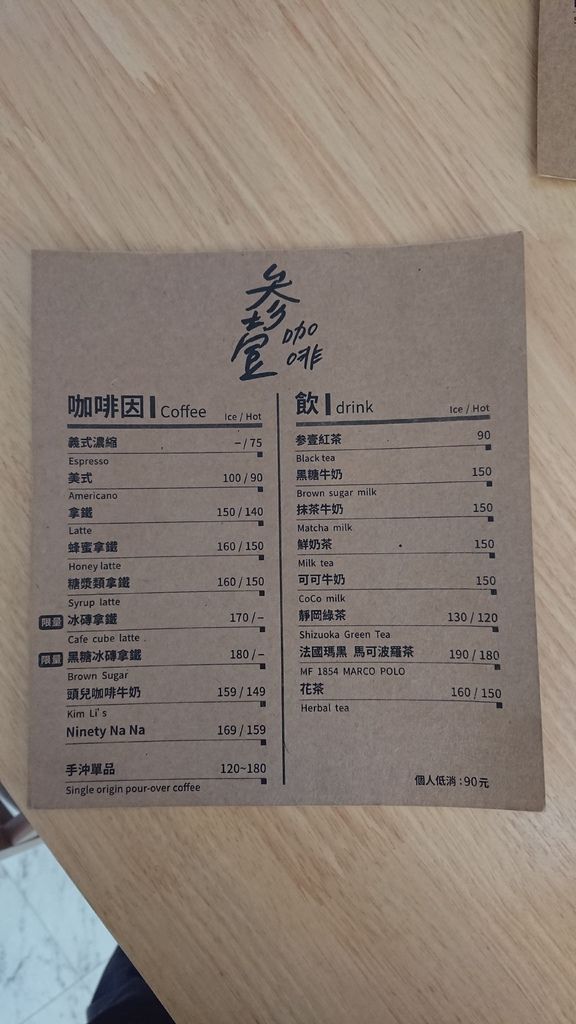 参壹咖啡
咖啡因 Coffee Ice / Hot
義式濃縮 –/75
Espresso
美式 100/90
Americano
拿鐵 150/140
Latte
蜂蜜拿鐵 160/150
Honey latte
糖漿類拿鐵 160/150
Syrup latte
限量 冰磚拿鐵 170/–
Cafe cube latte .
限量 黑糖冰磚拿鐵 180/–
Brown Sugar
頭兒咖啡牛奶 159/149
Kim Li's
Ninety Na Na 169/159
手沖單品 120~180
Single origin pour-over coffee
飲 drink Ice / Hot
參壹紅茶 90
Black tea
黑糖牛奶 150
Brown sugar milk
抹茶牛奶 150
Matcha milk
鮮奶茶 150
Milk tea
可可牛奶 150
CoCo milk
靜岡綠茶 130/120
Shizuoka Green Tea
法國瑪黑 馬可波羅茶 190/180
MF 1854 MARCO POLO
花茶 160/150
Herbal tea
個人低消:90元